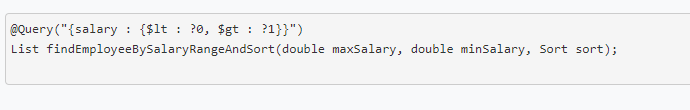 @Query("{salary : {$lt : ?0, $gt : ?1}}")
List findEmployeeBySalaryRangeAndSort(double maxSalary, double minSalary, Sort sort);